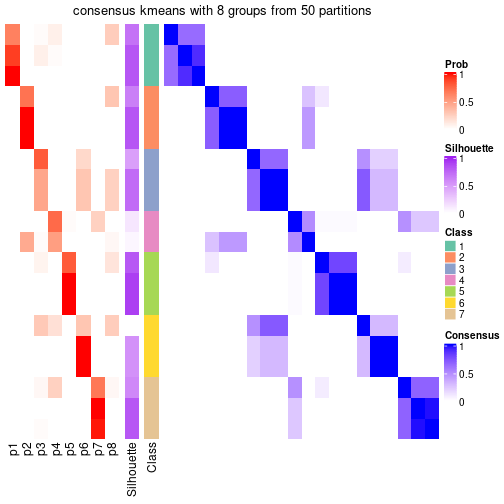 consensus kmeans with 8 groups from 50 partitions
Prob
1
0.5
0
Silhouette
1
0.5
0
Class
1
2
3
4
5
6
7
Consensus
1
0.5
0
p1
p2
p3
p4
p5
p6
p7
p8
Silhouette
Class